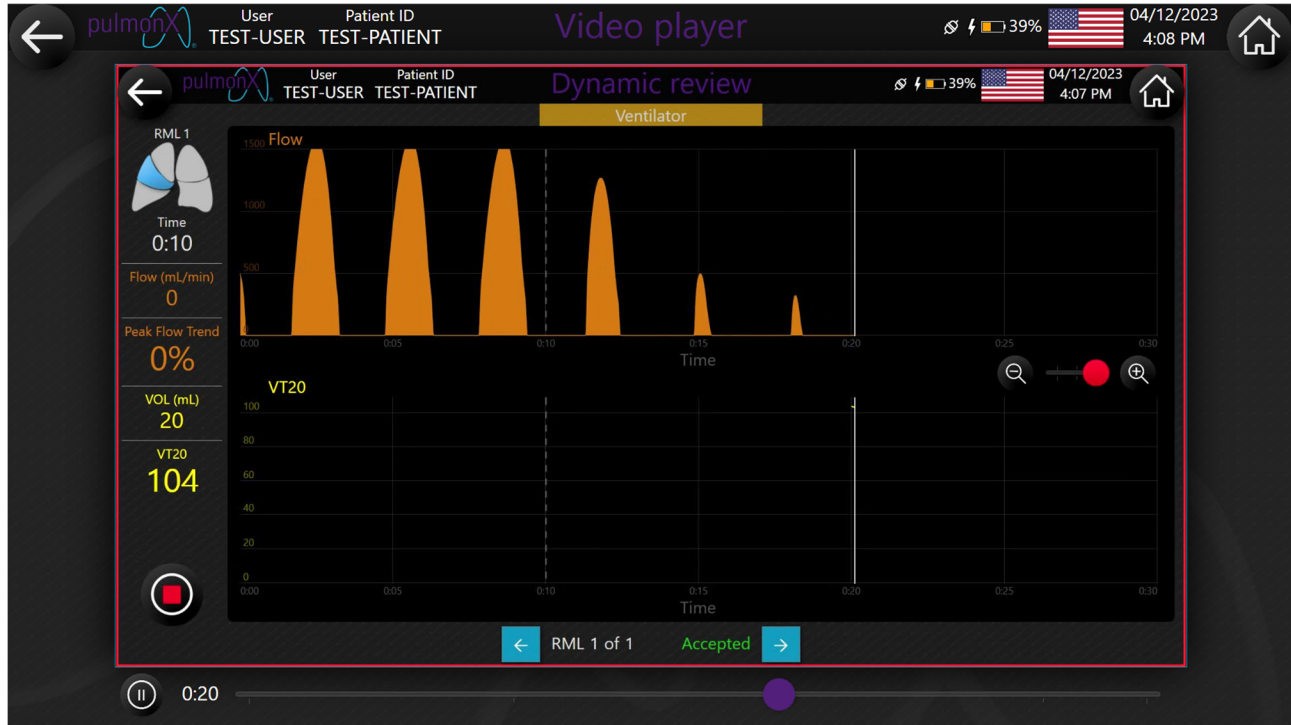 pulmonX
User Patient ID
TEST-USER TEST-PATIENT
Video player
39%
04/12/2023
4:08 PM
pulmonX
User Patient ID
TEST-USER TEST-PATIENT
Dynamic review
39%
04/12/2023
4:07 PM
Ventilator
RML 1
Time
0:10
Flow (mL/min)
0
Peak Flow Trend
0%
VOL (mL)
20
VT20
104
Flow
1500
1000
500
0
0:00 0:05 0:10 0:15 0:20 0:25 0:30
Time
VT20
100
80
60
40
20
0
0:00 0:05 0:10 0:15 0:20 0:25 0:30
Time
RML 1 of 1 Accepted
0:20